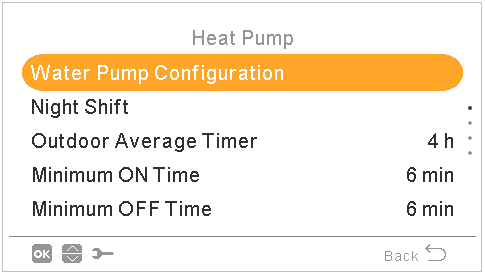 Heat Pump
Water Pump Configuration
Night Shift
Outdoor Average Timer 4 h
Minimum ON Time 6 min
Minimum OFF Time 6 min
OK Back